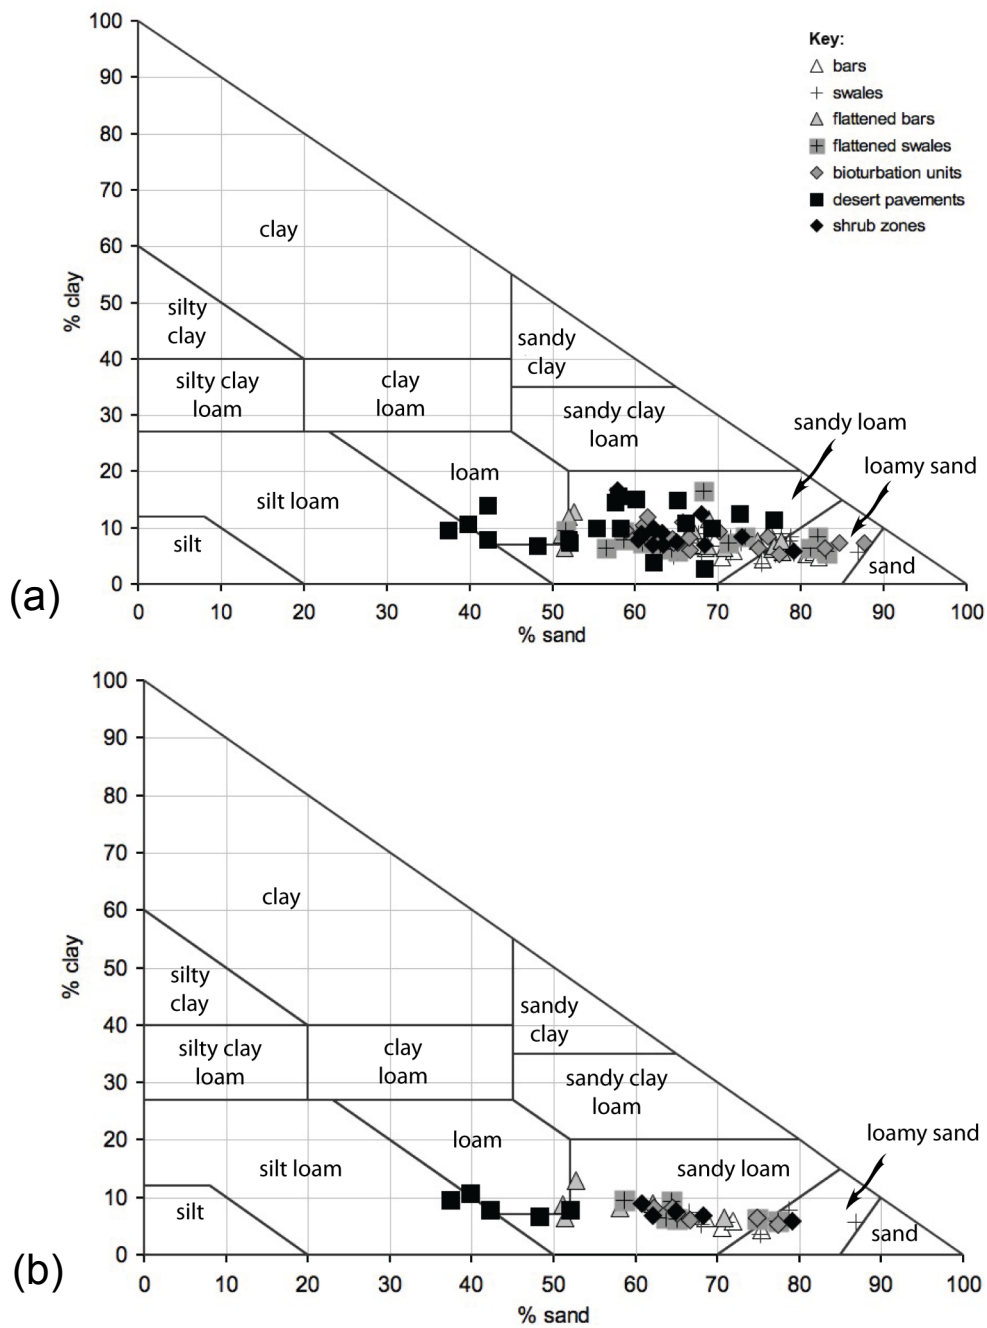 100
90
80
70
60
50
40
30
20
10
0
% clay
Key:
bars
swales
flattened bars
flattened swales
bioturbation units
desert pavements
shrub zones
clay
silty
clay
sandy
clay
silty clay
loam
clay
loam
sandy clay
loam
sandy loam
loamy sand
loam
silt loam
silt
sand
(a)
0 10 20 30 40 50 60 70 80 90 100
% sand
100
90
80
70
60
50
40
30
20
10
0
% clay
clay
silty
clay
sandy
clay
silty clay
loam
clay
loam
sandy clay
loam
loamy sand
loam
silt loam
sandy loam
silt
sand
(b)
0 10 20 30 40 50 60 70 80 90 100
% sand